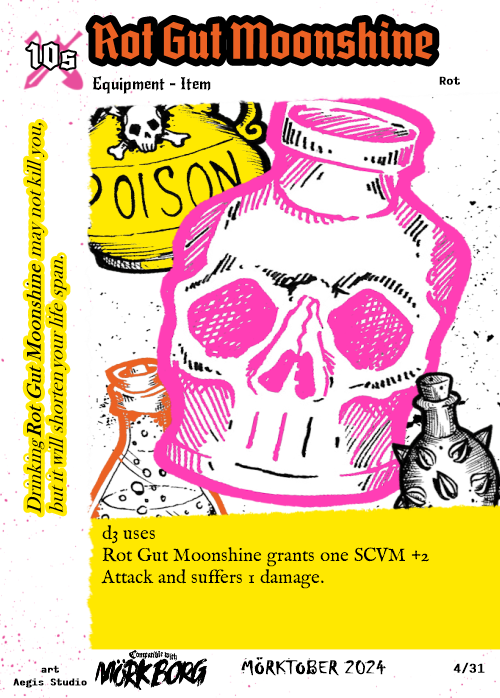 10s
Rot Gut Moonshine
Equipment - Item
Rot
POISON
Drinking Rot Gut Moonshine may not kill you,
but it will shorten your life span.
d3 uses
Rot Gut Moonshine grants one SCVM +2
Attack and suffers 1 damage.
art
Aegis Studio
Compatible with
MÖRK BORG
MÖRKTOBER 2024
4/31